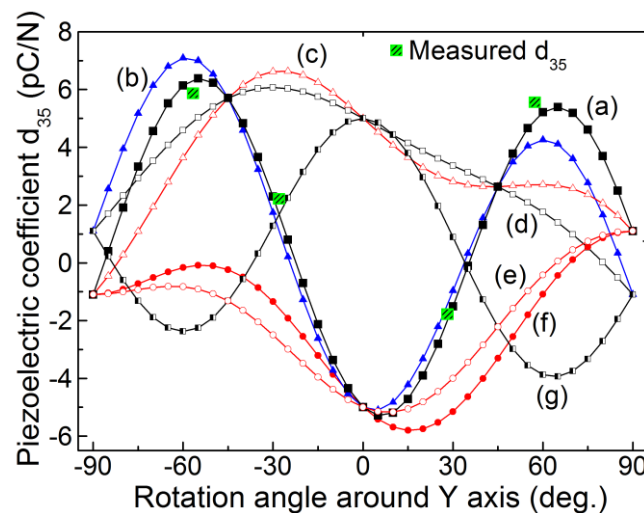 8
6
4
2
0
-2
-4
-6
Piezoelectric coefficient d35 (pC/N)
(b)
(c)
Measured d35
(a)
(d)
(e)
(f)
(g)
-90 -60 -30 0 30 60 90
Rotation angle around Y axis (deg.)